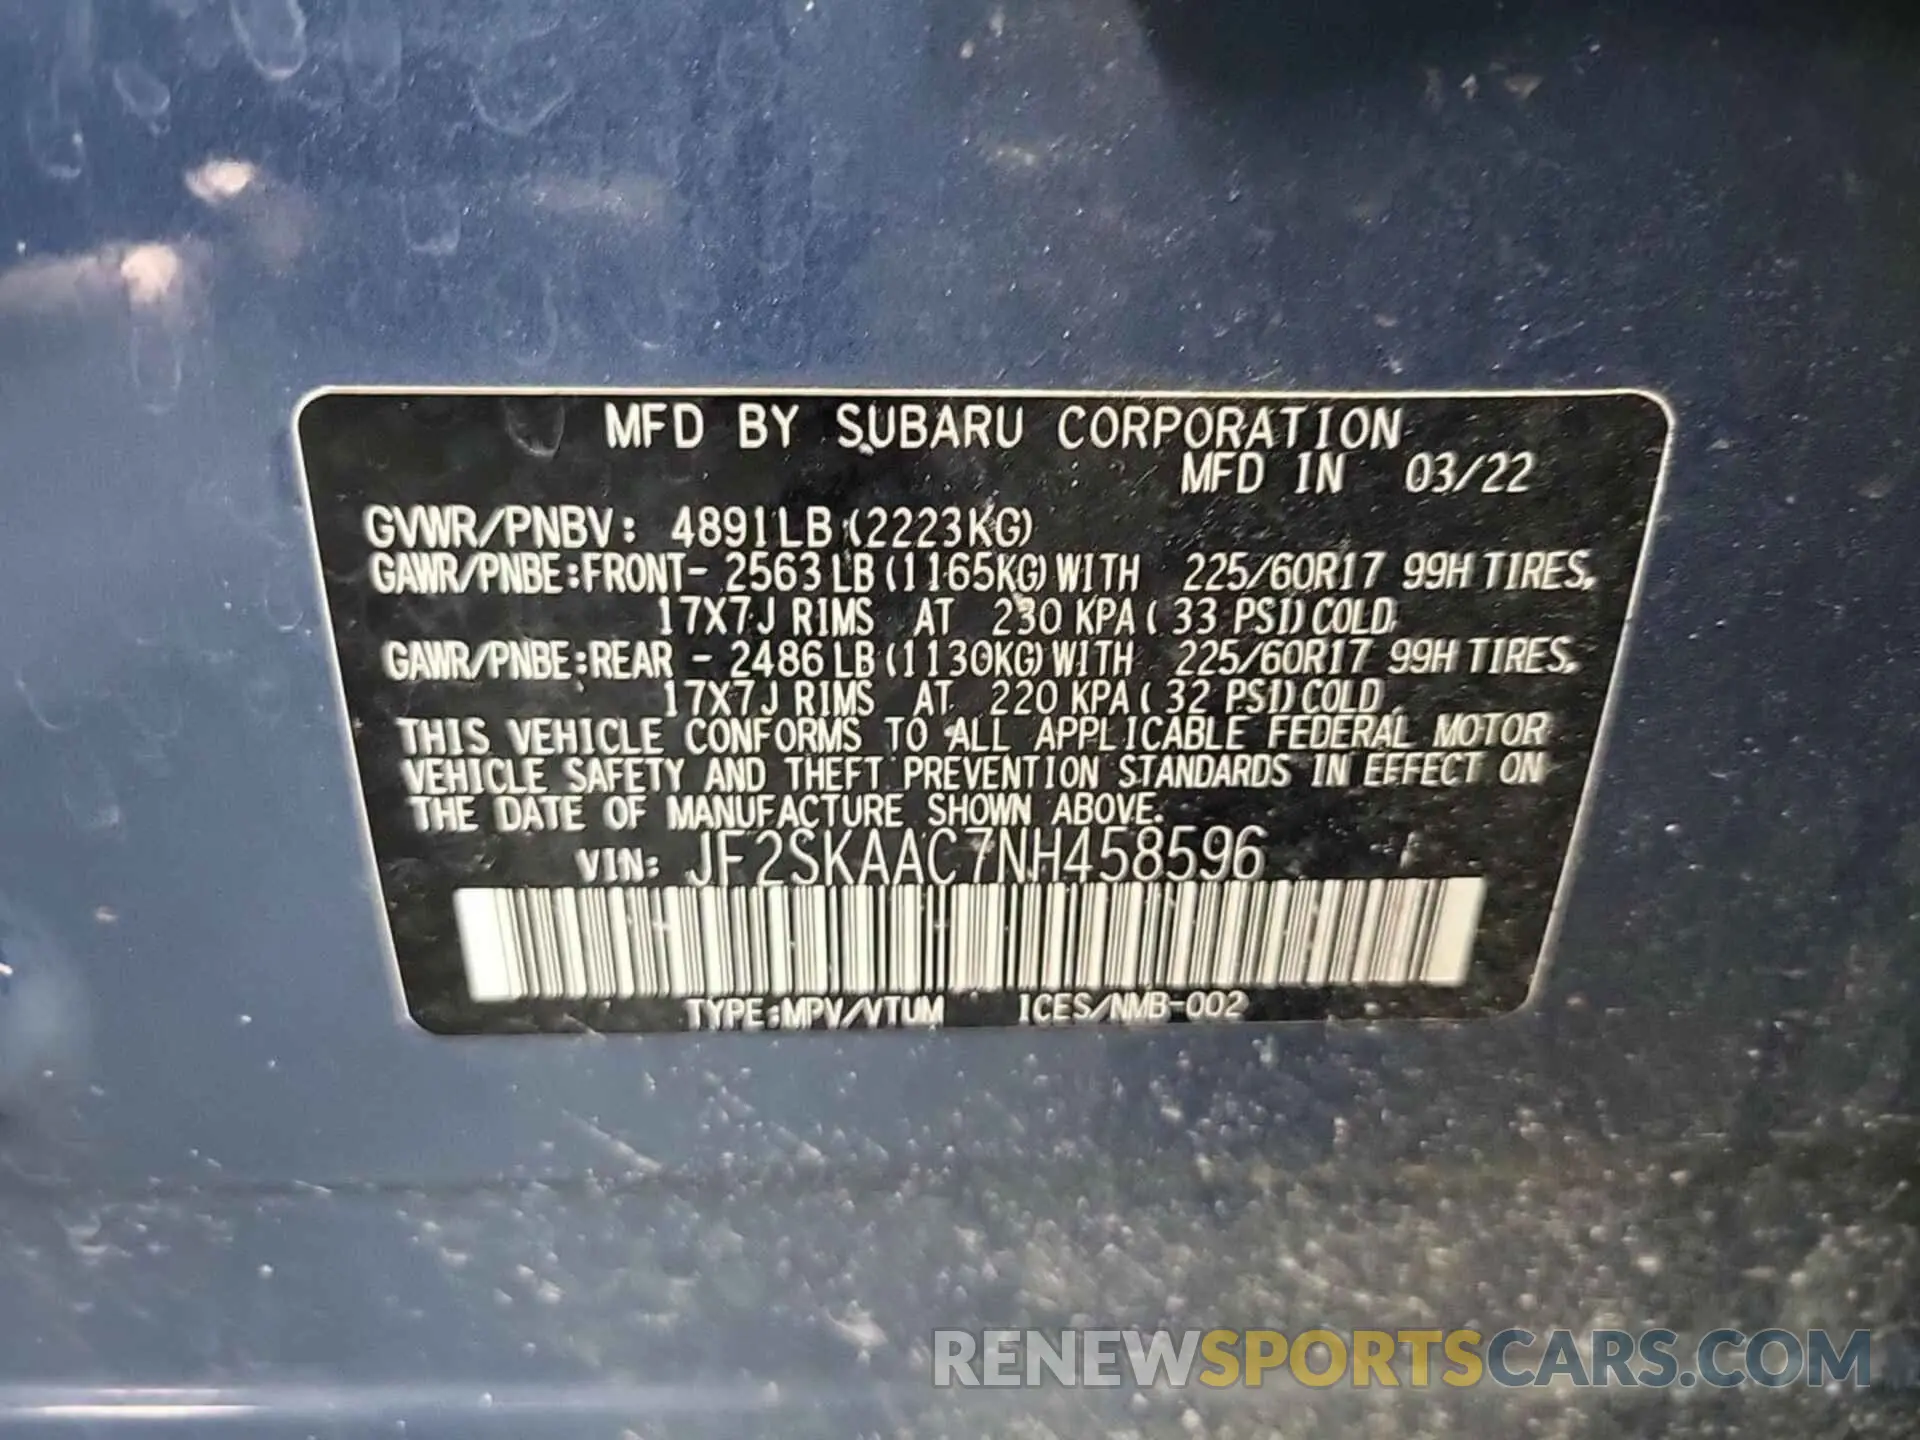 MFD BY SUBARU CORPORATION
MFD IN 03/22
GVWR/PNBV: 4891LB (2223KG)
GAWR/PNBE:FRONT- 2563LB (1165KG) WITH 225/60R17 99H TIRES,
17X7J RIMS AT 230 KPA ( 33 PSI) COLD
GAWR/PNBE:REAR - 2486LB (1130KG) WITH 225/60R17 99H TIRES,
17X7J RIMS AT 220 KPA ( 32 PSI) COLD
THIS VEHICLE CONFORMS TO ALL APPLICABLE FEDERAL MOTOR
VEHICLE SAFETY AND THEFT PREVENTION STANDARDS IN EFFECT ON
THE DATE OF MANUFACTURE SHOWN ABOVE.
VIN: JF2SKAAC7NH458596
TYPE:MPV/VTUM ICES/NMB-002
RENEWSPORTSCARS.COM